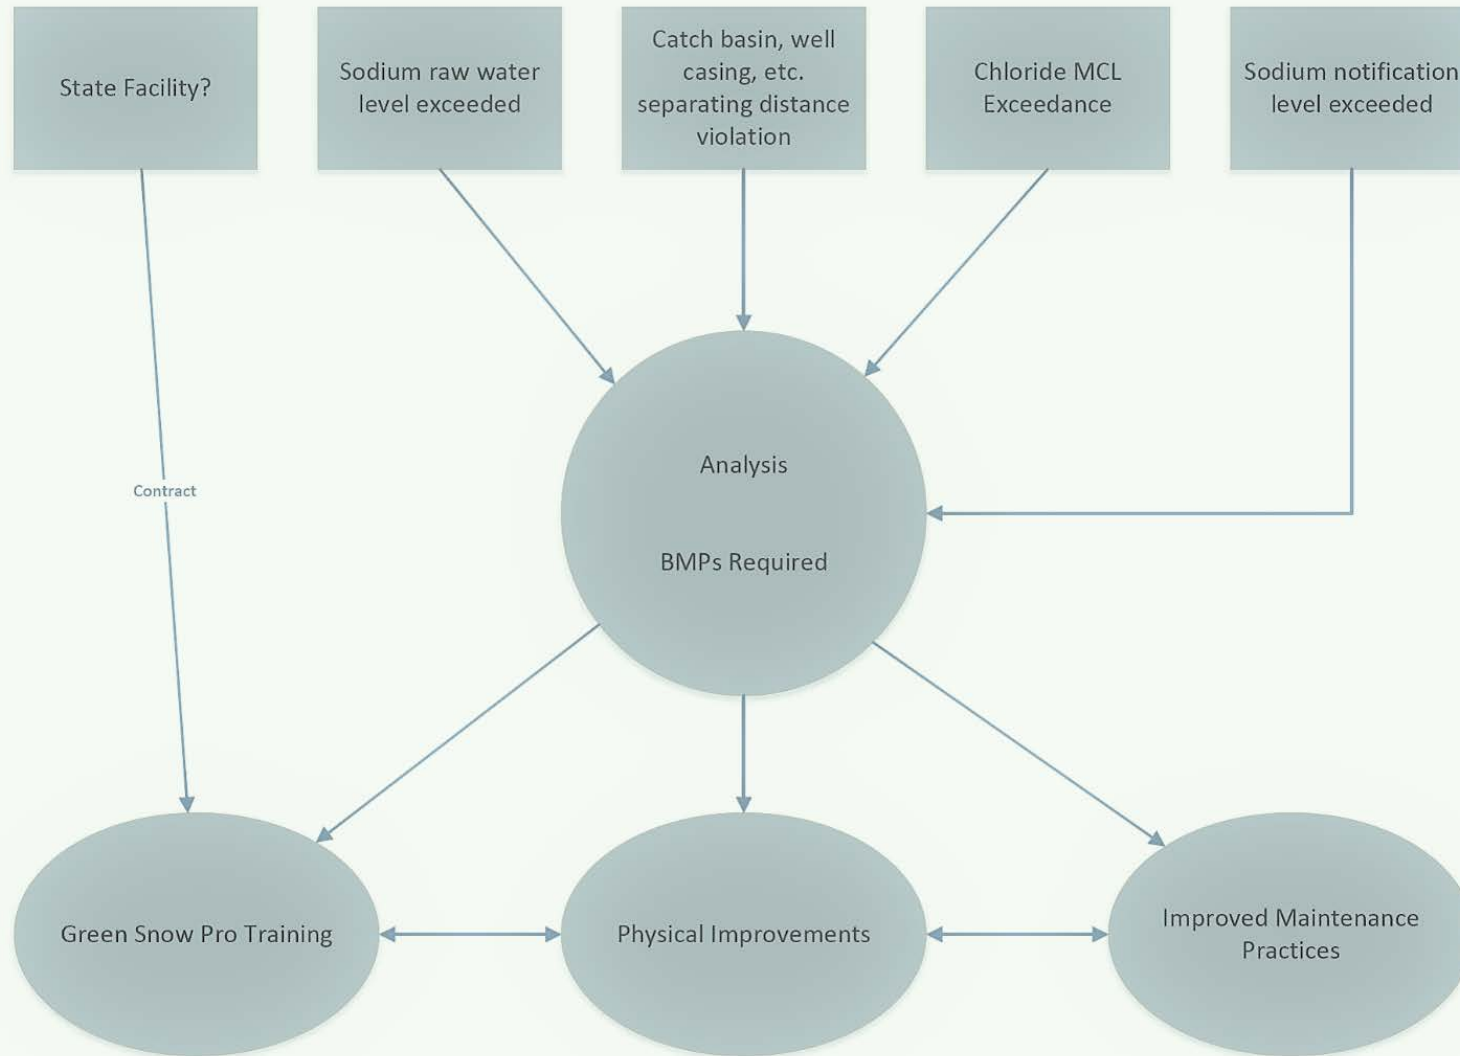 State Facility?
Sodium raw water
level exceeded
Catch basin, well
casing, etc.
separating distance
violation
Chloride MCL
Exceedance
Sodium notification
level exceeded
Contract
Analysis
BMPs Required
Green Snow Pro Training
Physical Improvements
Improved Maintenance
Practices